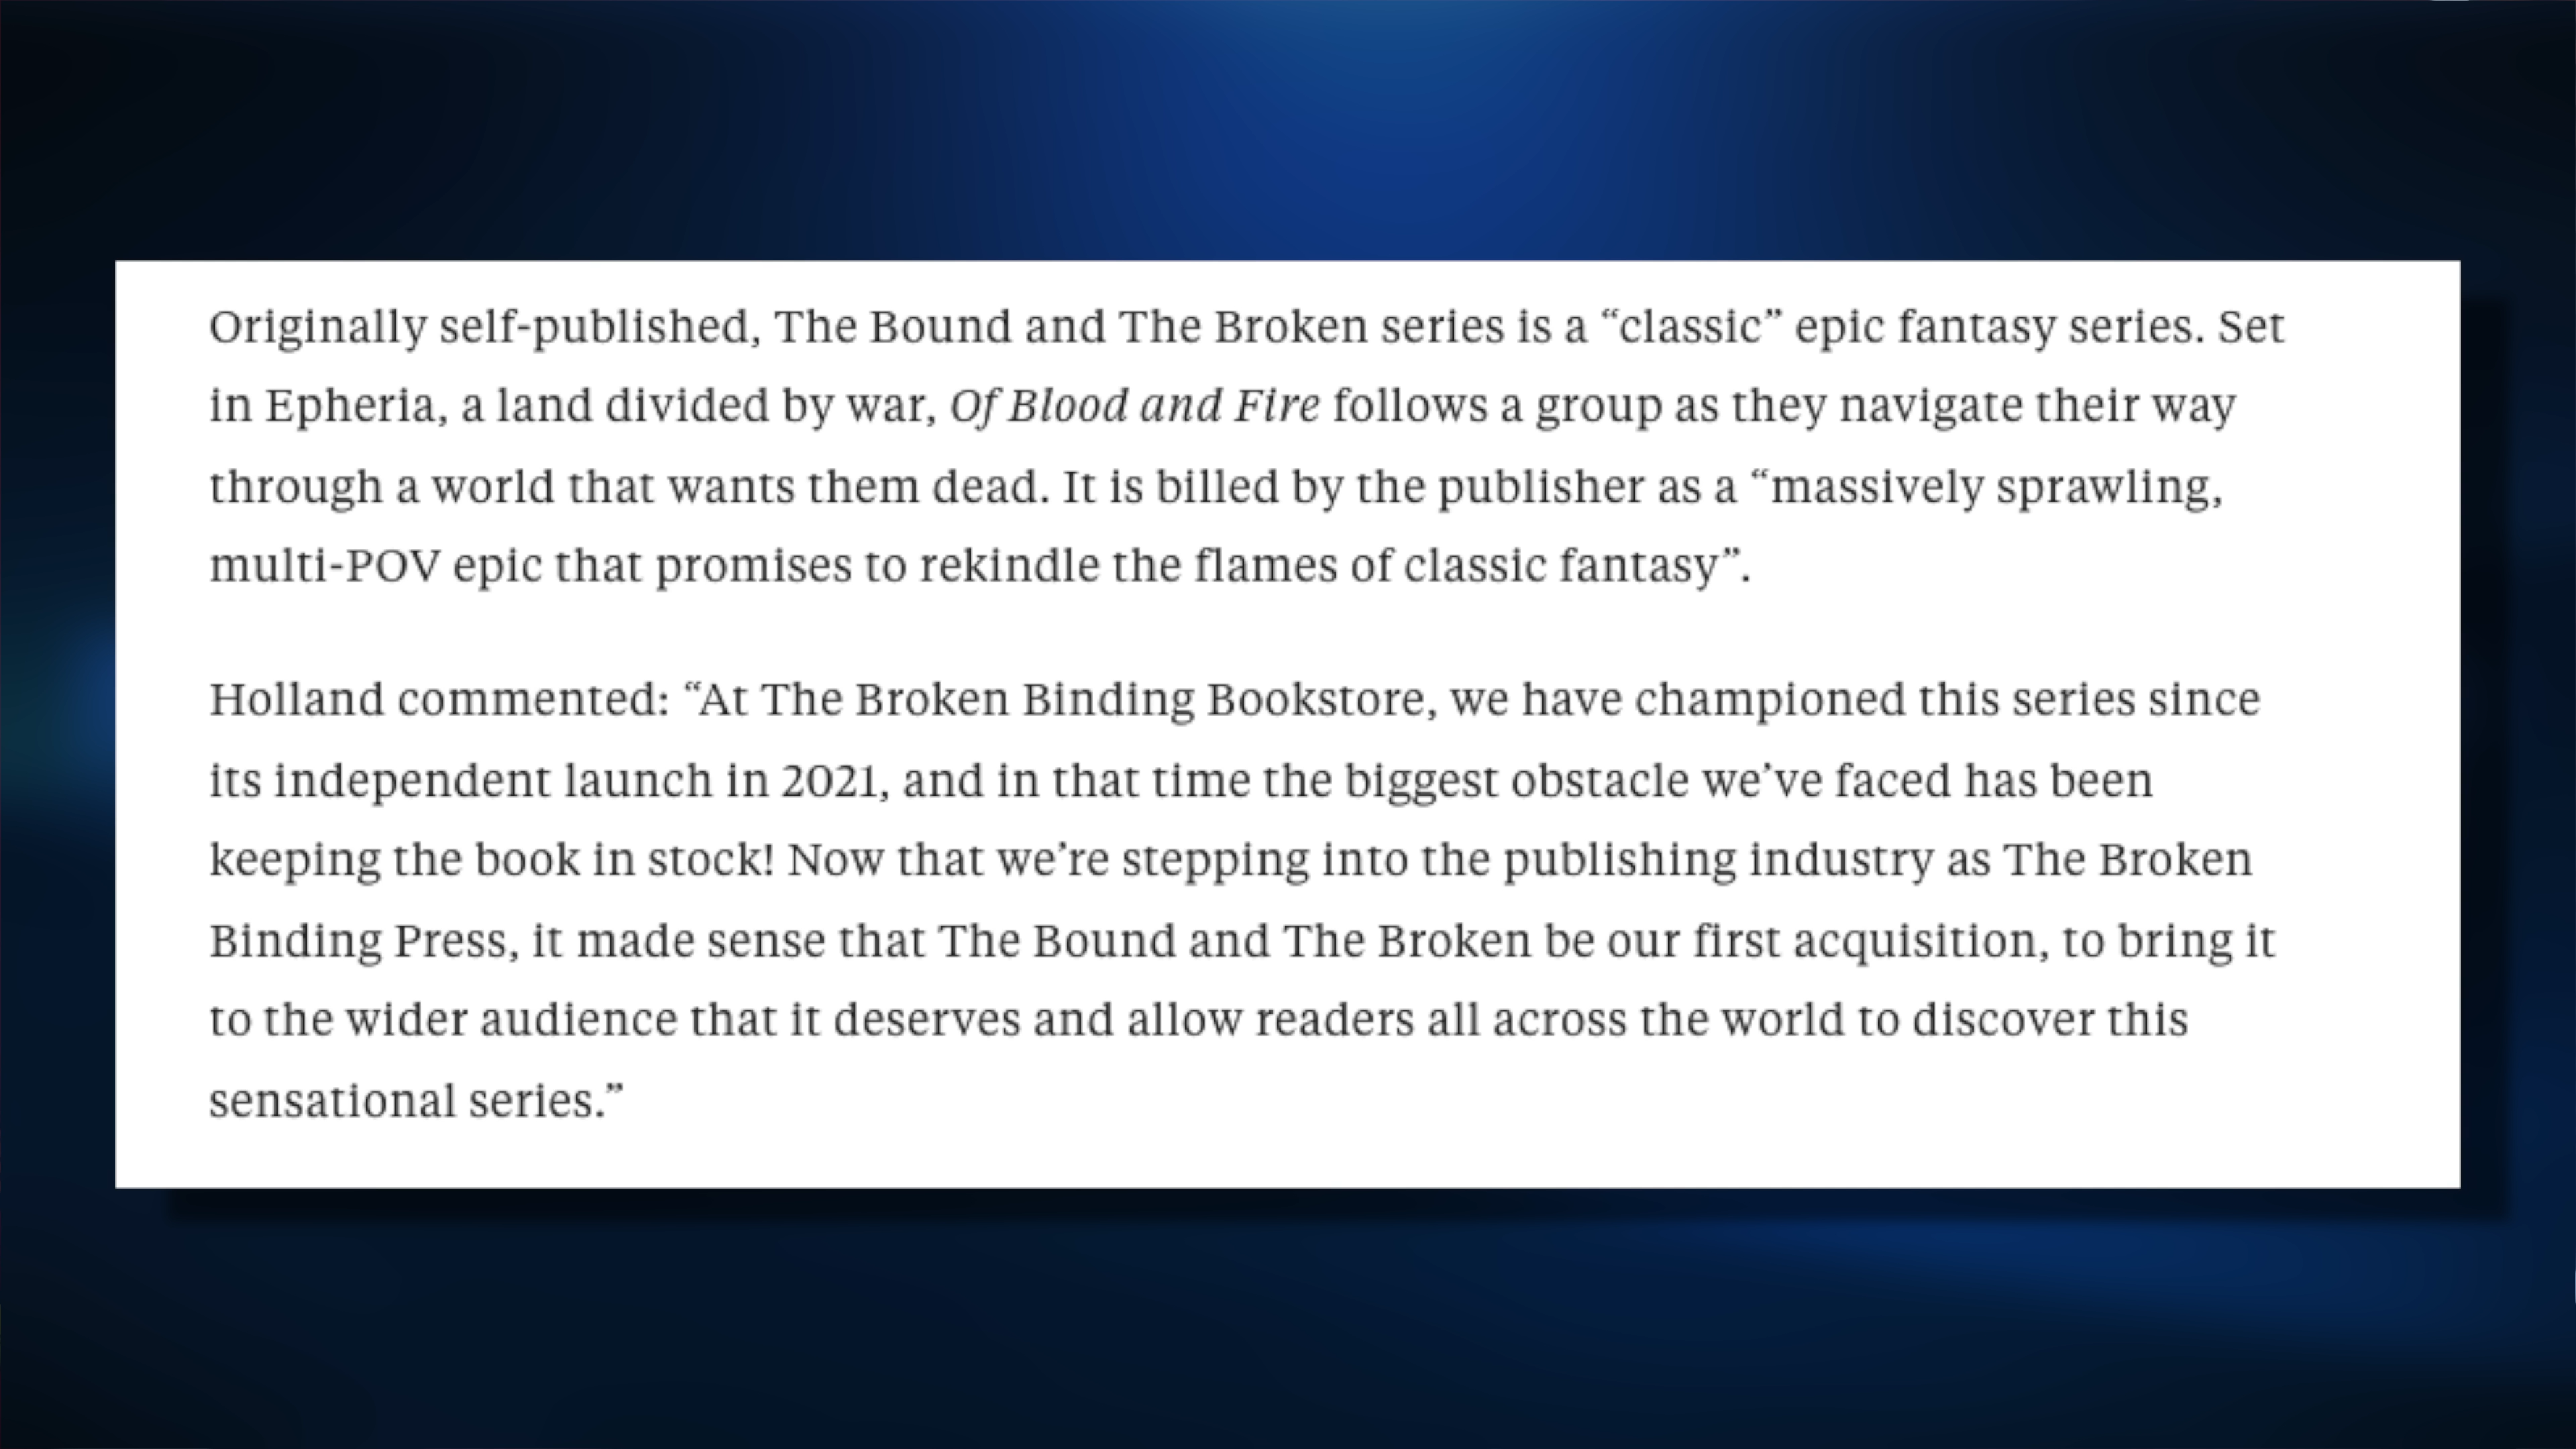 Originally self-published, The Bound and The Broken series is a “classic” epic fantasy series. Set
in Epheria, a land divided by war, Of Blood and Fire follows a group as they navigate their way
through a world that wants them dead. It is billed by the publisher as a “massively sprawling,
multi-POV epic that promises to rekindle the flames of classic fantasy”.
Holland commented: “At The Broken Binding Bookstore, we have championed this series since
its independent launch in 2021, and in that time the biggest obstacle we’ve faced has been
keeping the book in stock! Now that we’re stepping into the publishing industry as The Broken
Binding Press, it made sense that The Bound and The Broken be our first acquisition, to bring it
to the wider audience that it deserves and allow readers all across the world to discover this
sensational series.”